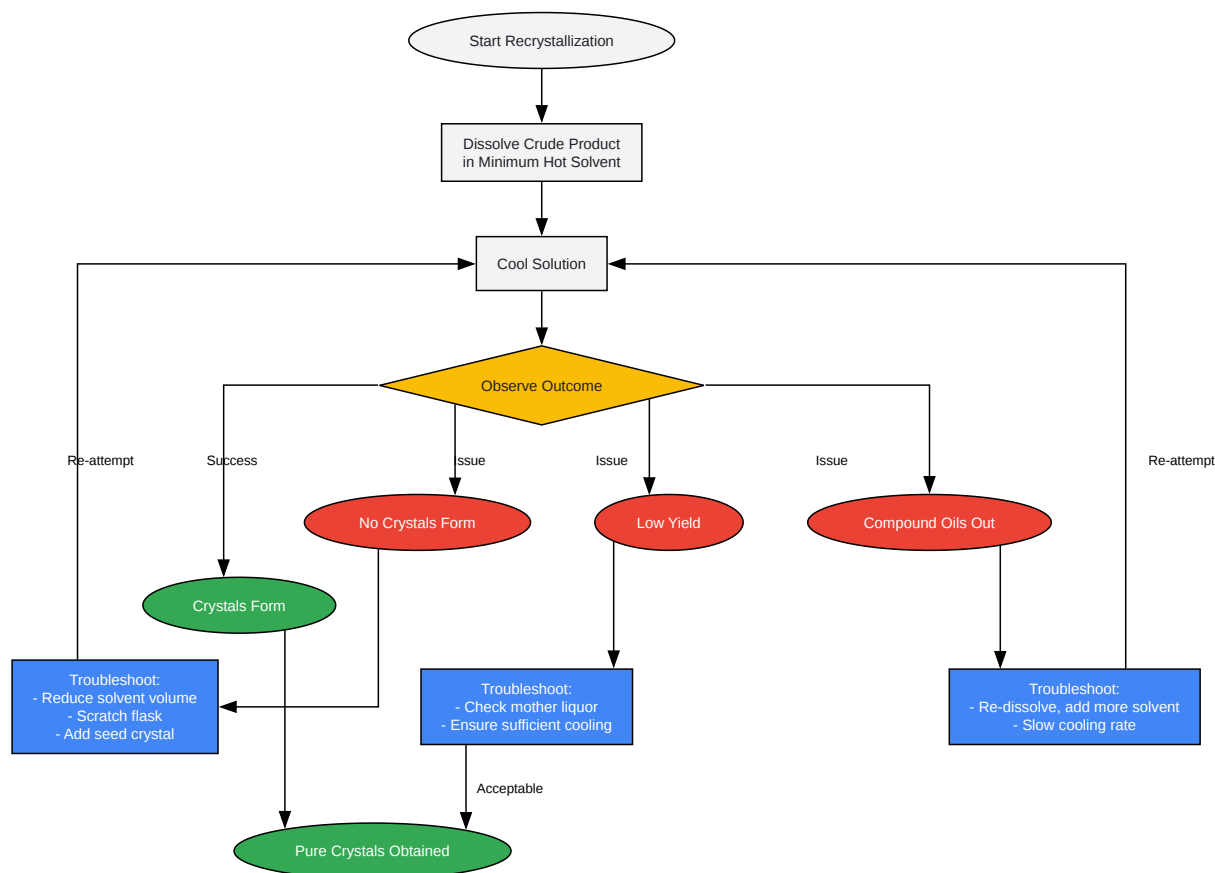 Start Recrystallization
Dissolve Crude Product
in Minimum Hot Solvent
Cool Solution
Observe Outcome
Re-attempt
Success
Issue
Issue
Issue
Re-attempt
No Crystals Form
Low Yield
Compound Oils Out
Crystals Form
Troubleshoot:
- Reduce solvent volume
- Scratch flask
- Add seed crystal
Troubleshoot:
- Check mother liquor
- Ensure sufficient cooling
Troubleshoot:
- Re-dissolve, add more solvent
- Slow cooling rate
Acceptable
Pure Crystals Obtained